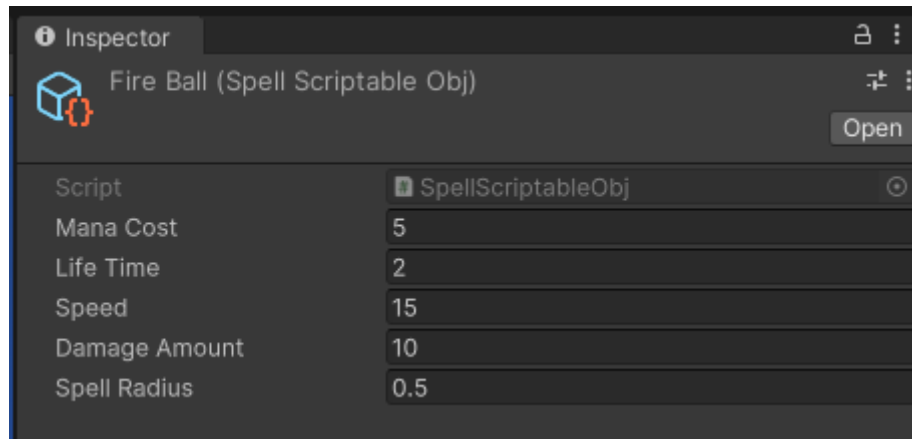 Inspector
Fire Ball (Spell Scriptable Obj)
Open
Script SpellScriptableObj
Mana Cost 5
Life Time 2
Speed 15
Damage Amount 10
Spell Radius 0.5